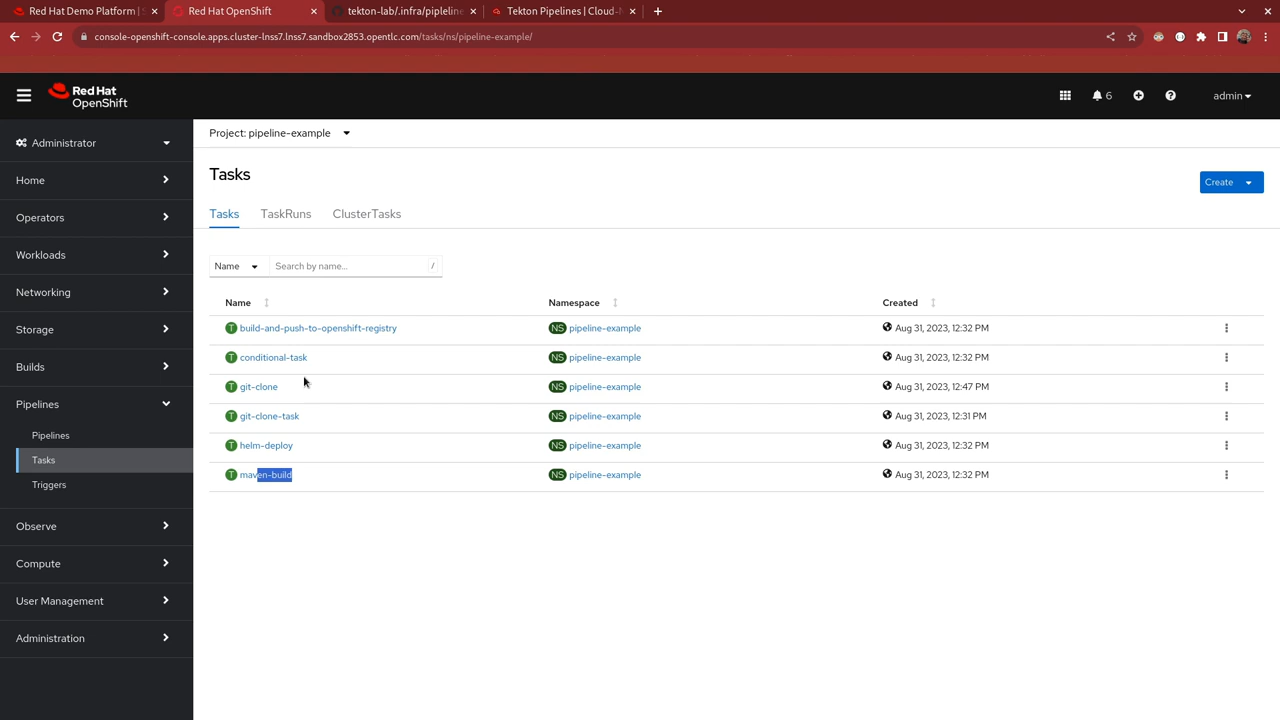 Red Hat Demo Platform | S
Red Hat OpenShift
tekton-lab/.infra/pipleline
Tekton Pipelines | Cloud-N
console-openshift-console.apps.cluster-lnss7.lnss7.sandbox2853.opentlc.com/tasks/ns/pipeline-example/
Red Hat
OpenShift
6
admin
Administrator
Home
Operators
Workloads
Networking
Storage
Builds
Pipelines
Pipelines
Tasks
Triggers
Observe
Compute
User Management
Administration
Project: pipeline-example
Tasks
Create
Tasks TaskRuns ClusterTasks
Name Search by name... /
Name Namespace Created
T build-and-push-to-openshift-registry NS pipeline-example Aug 31, 2023, 12:32 PM
T conditional-task NS pipeline-example Aug 31, 2023, 12:32 PM
T git-clone NS pipeline-example Aug 31, 2023, 12:47 PM
T git-clone-task NS pipeline-example Aug 31, 2023, 12:31 PM
T helm-deploy NS pipeline-example Aug 31, 2023, 12:32 PM
T maven-build NS pipeline-example Aug 31, 2023, 12:32 PM